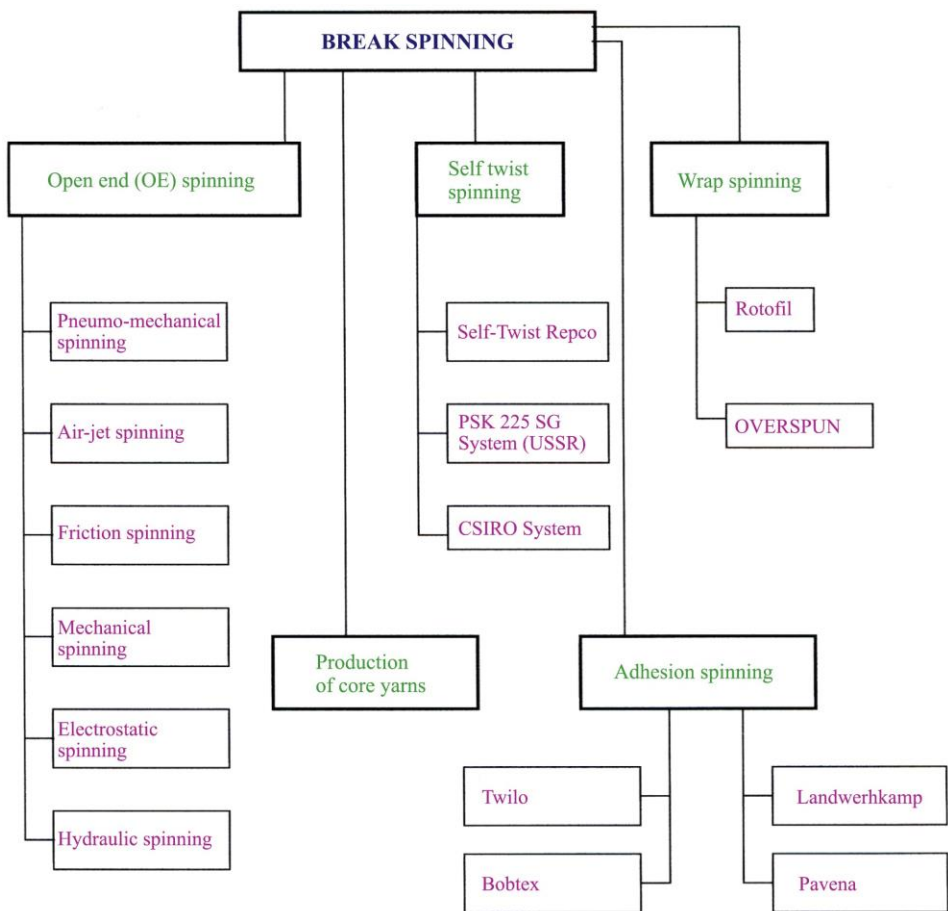 BREAK SPINNING
Open end (OE) spinning
Self twist
spinning
Wrap spinning
Pneumo-mechanical
spinning
Air-jet spinning
Friction spinning
Mechanical
spinning
Electrostatic
spinning
Hydraulic spinning
Self-Twist Repco
PSK 225 SG
System (USSR)
CSIRO System
Rotofil
OVERSPUN
Production
of core yarns
Adhesion spinning
Twilo
Bobtex
Landwerhkamp
Pavena